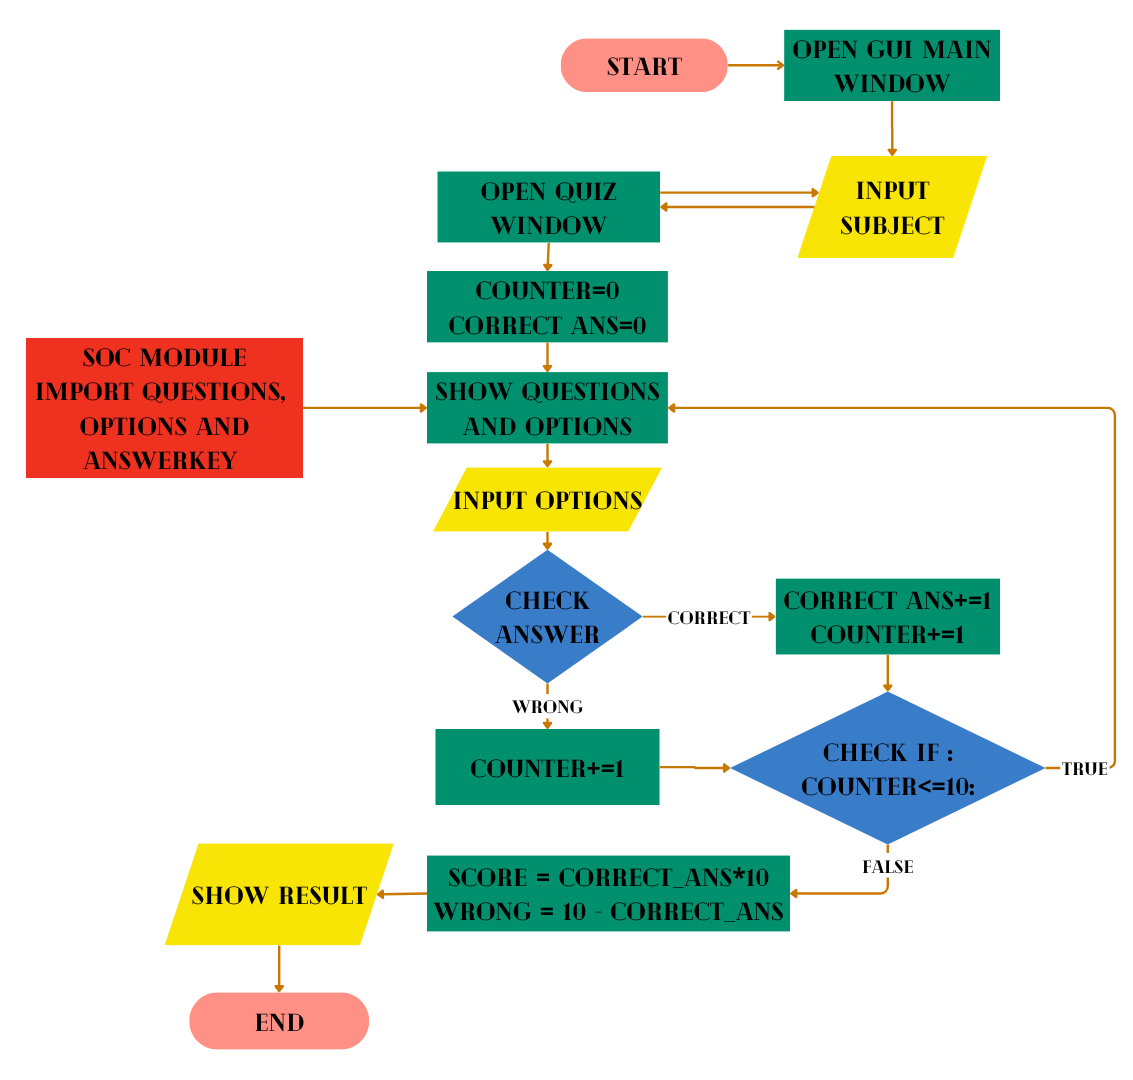 START
OPEN GUI MAIN
WINDOW
INPUT
SUBJECT
OPEN QUIZ
WINDOW
COUNTER=0
CORRECT ANS=0
SOC MODULE
IMPORT QUESTIONS,
OPTIONS AND
ANSWERKEY
SHOW QUESTIONS
AND OPTIONS
INPUT OPTIONS
CHECK
ANSWER
CORRECT
CORRECT ANS+=1
COUNTER+=1
WRONG
COUNTER+=1
CHECK IF :
COUNTER<=10:
TRUE
FALSE
SCORE = CORRECT_ANS*10
WRONG = 10 - CORRECT_ANS
SHOW RESULT
END